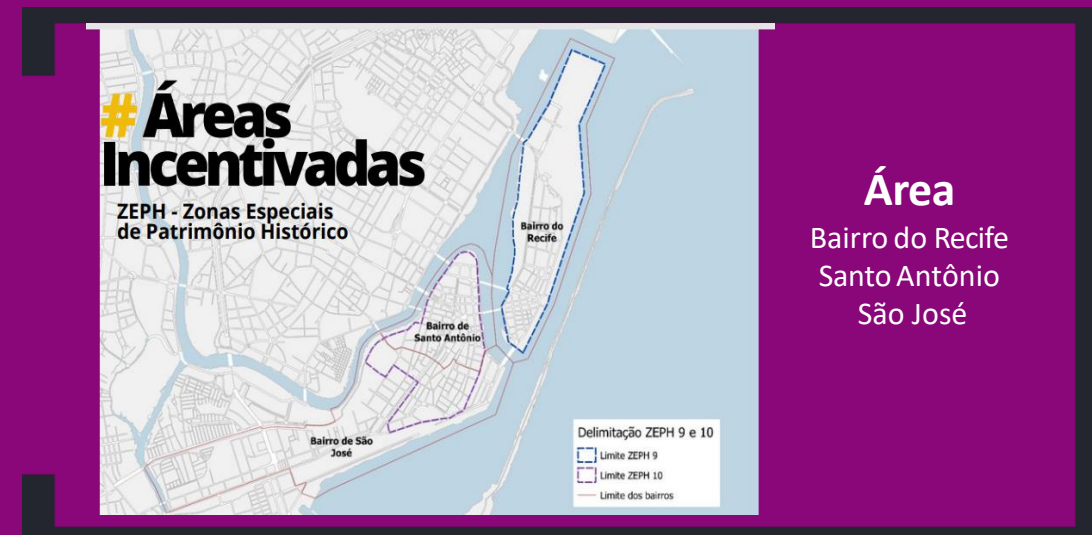 # Áreas
Incentivadas
ZEPH - Zonas Especiais
de Patrimônio Histórico
Bairro do
Recife
Bairro de
Santo Antônio
Bairro de São
José
Delimitação ZEPH 9 e 10
Limite ZEPH 9
Limite ZEPH 10
Limite dos bairros
Área
Bairro do Recife
Santo Antônio
São José